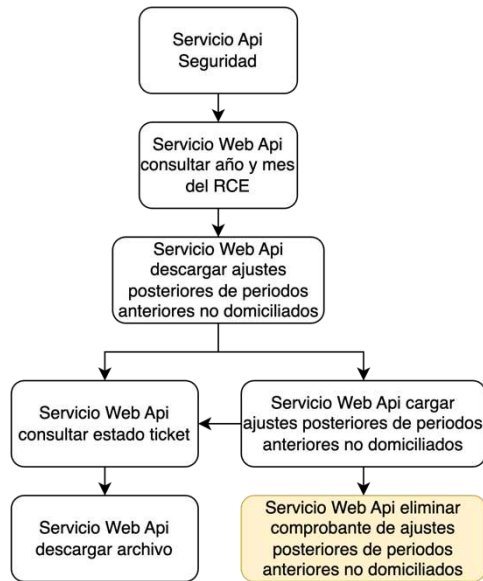 Servicio Api
Seguridad
Servicio Web Api
consultar año y mes
del RCE
Servicio Web Api
descargar ajustes
posteriores de periodos
anteriores no domiciliados
Servicio Web Api
consultar estado ticket
Servicio Web Api cargar
ajustes posteriores de periodos
anteriores no domiciliados
Servicio Web Api
descargar archivo
Servicio Web Api eliminar
comprobante de ajustes
posteriores de periodos
anteriores no domiciliados